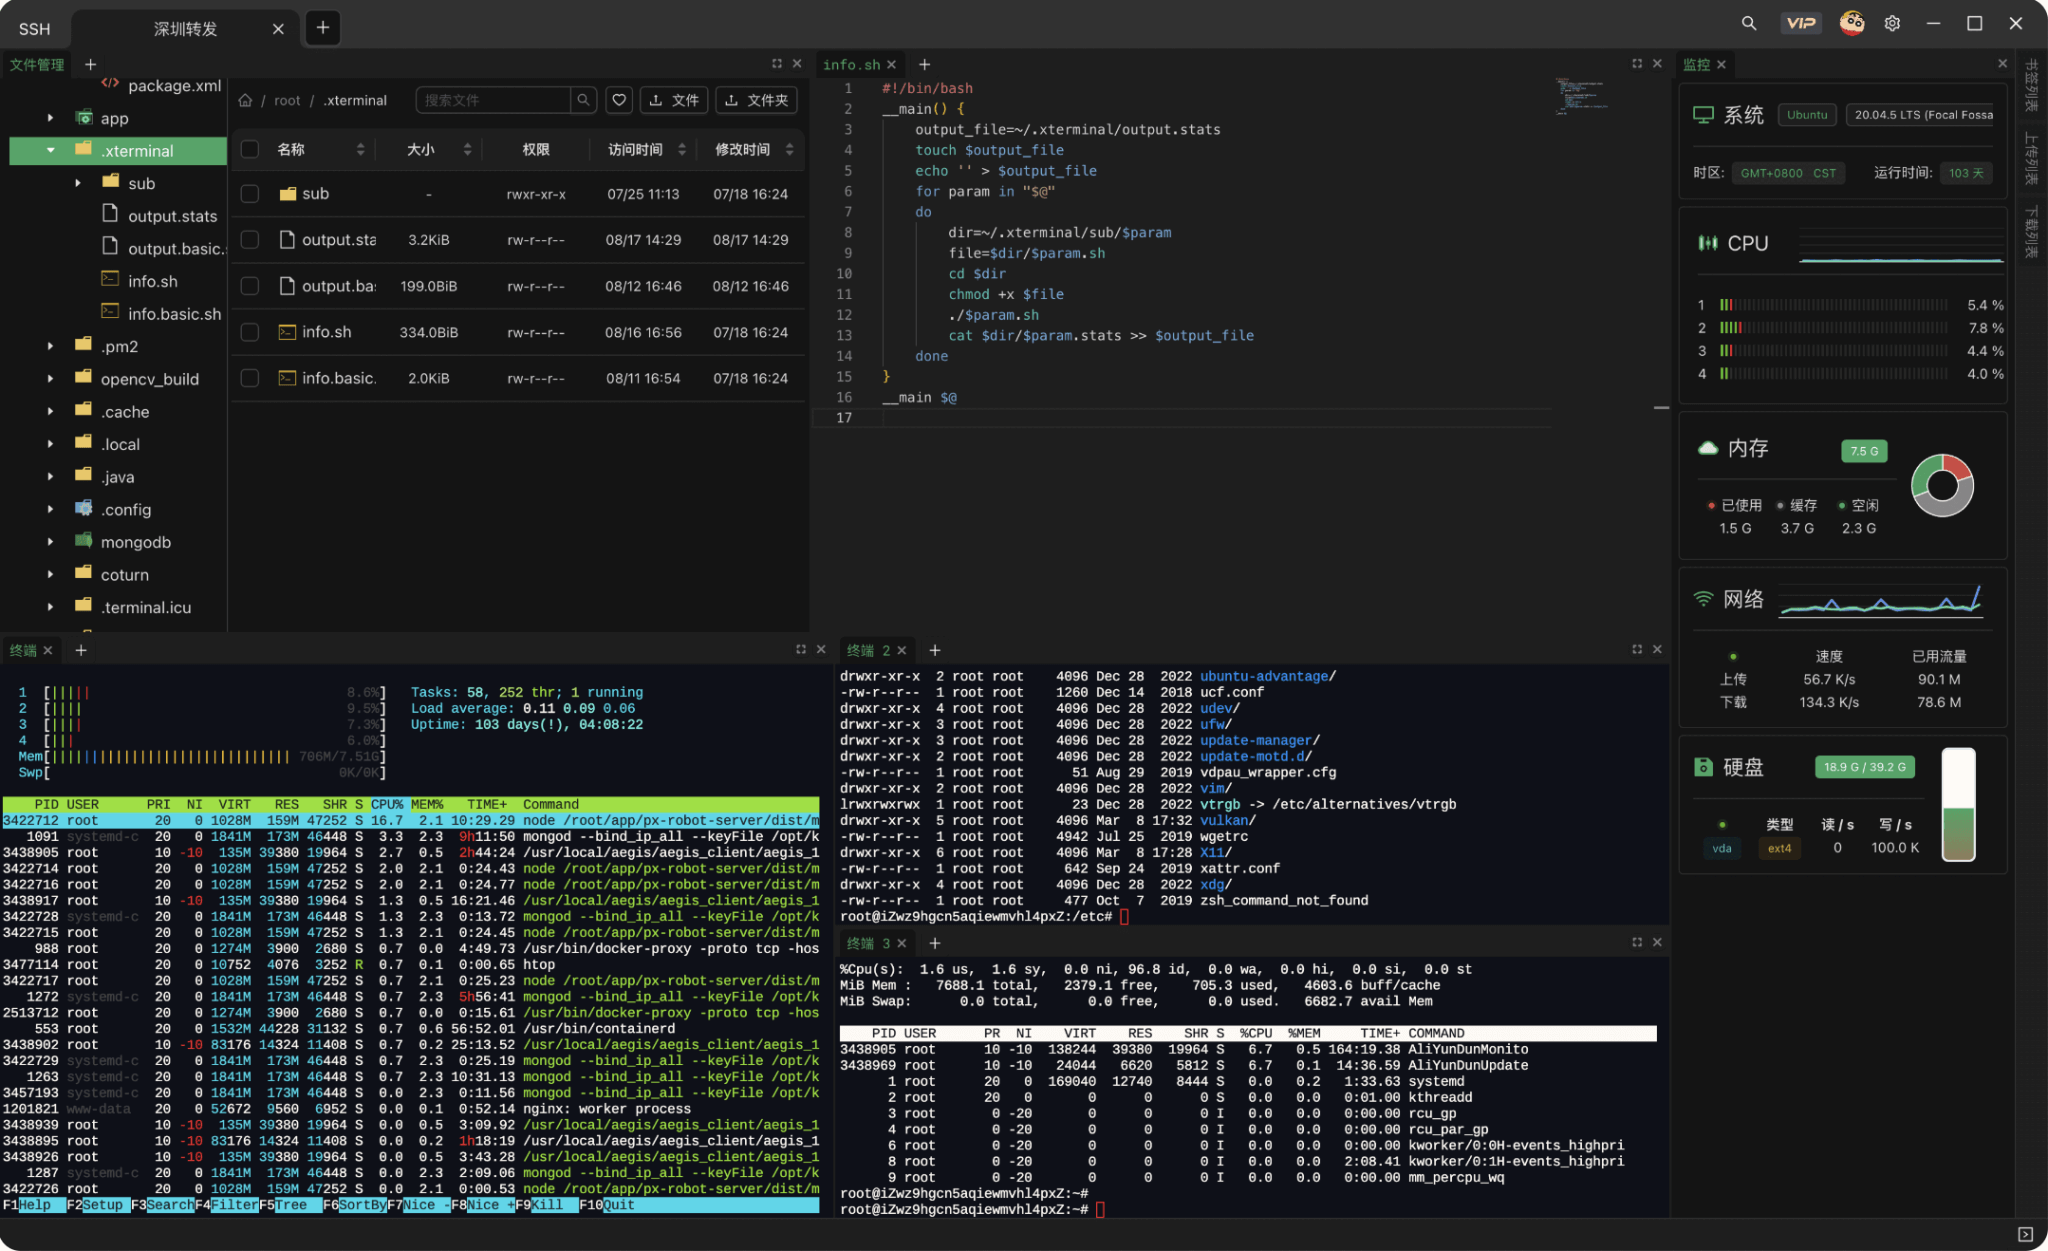 SSH
深圳转发
VIP
文件管理
package.xml
app
.xterminal
sub
output.stats
output.basic.
info.sh
info.basic.sh
.pm2
opencv_build
.cache
.local
.java
.config
mongodb
coturn
.terminal.icu
/ root / .xterminal
搜索文件
文件
文件夹
名称 大小 权限 访问时间 修改时间
sub - rwxr-xr-x 07/25 11:13 07/18 16:24
output.sta 3.2KiB rw-r--r-- 08/17 14:29 08/17 14:29
output.ba 199.0BiB rw-r--r-- 08/12 16:46 08/12 16:46
info.sh 334.0BiB rw-r--r-- 08/16 16:56 07/18 16:24
info.basic. 2.0KiB rw-r--r-- 08/11 16:54 07/18 16:24
info.sh
1 #!/bin/bash
2 __main() {
3 output_file=~/.xterminal/output.stats
4 touch $output_file
5 echo '' > $output_file
6 for param in "$@"
7 do
8 dir=~/.xterminal/sub/$param
9 file=$dir/$param.sh
10 cd $dir
11 chmod +x $file
12 ./$param.sh
13 cat $dir/$param.stats >> $output_file
14 done
15 }
16 __main $@
17
监控
系统 Ubuntu 20.04.5 LTS (Focal Fossa
时区: GMT+0800 CST 运行时间: 103 天
CPU
1 5.4 %
2 7.8 %
3 4.4 %
4 4.0 %
内存 7.5 G
已使用 缓存 空闲
1.5 G 3.7 G 2.3 G
网络
速度 已用流量
上传 56.7 K/s 90.1 M
下载 134.3 K/s 78.6 M
硬盘 18.9 G / 39.2 G
类型 读 / s 写 / s
vda ext4 0 100.0 K
书签列表
上传列表
下载列表
终端
1 [||||| 8.6%]
2 [|||| 9.5%]
3 [|||| 7.3%]
4 [||| 6.0%]
Mem[|||||||||||||||||||||||||||||| 706M/7.51G]
Swp[ 0K/0K]
Tasks: 58, 252 thr; 1 running
Load average: 0.11 0.09 0.06
Uptime: 103 days(!), 04:08:22
PID USER PRI NI VIRT RES SHR S CPU% MEM% TIME+ Command
3422712 root 20 0 1028M 159M 47252 S 16.7 2.1 10:29.29 node /root/app/px-robot-server/dist/m
1091 systemd-c 20 0 1841M 173M 46448 S 3.3 2.3 9h11:50 mongod --bind_ip_all --keyFile /opt/k
3438905 root 10 -10 135M 39380 19964 S 2.7 0.5 2h44:24 /usr/local/aegis/aegis_client/aegis_1
3422714 root 20 0 1028M 159M 47252 S 2.0 2.1 0:24.43 node /root/app/px-robot-server/dist/m
3422716 root 20 0 1028M 159M 47252 S 2.0 2.1 0:24.77 node /root/app/px-robot-server/dist/m
3438917 root 10 -10 135M 39380 19964 S 1.3 0.5 16:21.46 /usr/local/aegis/aegis_client/aegis_1
3422728 systemd-c 20 0 1841M 173M 46448 S 1.3 2.3 0:13.72 mongod --bind_ip_all --keyFile /opt/k
3422715 root 20 0 1028M 159M 47252 S 1.3 2.1 0:24.45 node /root/app/px-robot-server/dist/m
988 root 20 0 1274M 3900 2680 S 0.7 0.0 4:49.73 /usr/bin/docker-proxy -proto tcp -hos
3477114 root 20 0 10752 4076 3252 R 0.7 0.1 0:00.65 htop
3422717 root 20 0 1028M 159M 47252 S 0.7 2.1 0:25.23 node /root/app/px-robot-server/dist/m
1272 systemd-c 20 0 1841M 173M 46448 S 0.7 2.3 5h56:41 mongod --bind_ip_all --keyFile /opt/k
2513712 root 20 0 1274M 3900 2680 S 0.7 0.0 0:15.61 /usr/bin/docker-proxy -proto tcp -hos
553 root 20 0 1532M 44228 31132 S 0.7 0.6 56:52.01 /usr/bin/containerd
3438902 root 10 -10 83176 14324 11408 S 0.7 0.2 25:13.52 /usr/local/aegis/aegis_client/aegis_1
3422729 systemd-c 20 0 1841M 173M 46448 S 0.7 2.3 0:25.19 mongod --bind_ip_all --keyFile /opt/k
1263 systemd-c 20 0 1841M 173M 46448 S 0.7 2.3 10:31.13 mongod --bind_ip_all --keyFile /opt/k
3457193 systemd-c 20 0 1841M 173M 46448 S 0.0 2.3 0:11.56 mongod --bind_ip_all --keyFile /opt/k
1201821 www-data 20 0 52672 9560 6952 S 0.0 0.1 0:52.14 nginx: worker process
3438939 root 10 -10 135M 39380 19964 S 0.0 0.5 3:09.92 /usr/local/aegis/aegis_client/aegis_1
3438895 root 10 -10 83176 14324 11408 S 0.0 0.2 1h18:19 /usr/local/aegis/aegis_client/aegis_1
3438926 root 10 -10 135M 39380 19964 S 0.0 0.5 3:43.28 /usr/local/aegis/aegis_client/aegis_1
1287 systemd-c 20 0 1841M 173M 46448 S 0.0 2.3 2:09.06 mongod --bind_ip_all --keyFile /opt/k
3422726 root 20 0 1028M 159M 47252 S 0.0 2.1 0:00.53 node /root/app/px-robot-server/dist/m
F1Help F2Setup F3SearchF4FilterF5Tree F6SortByF7Nice -F8Nice +F9Kill F10Quit
终端 2
drwxr-xr-x 2 root root 4096 Dec 28 2022 ubuntu-advantage/
-rw-r--r-- 1 root root 1260 Dec 14 2018 ucf.conf
drwxr-xr-x 4 root root 4096 Dec 28 2022 udev/
drwxr-xr-x 3 root root 4096 Dec 28 2022 ufw/
drwxr-xr-x 3 root root 4096 Dec 28 2022 update-manager/
drwxr-xr-x 2 root root 4096 Dec 28 2022 update-motd.d/
-rw-r--r-- 1 root root 51 Aug 29 2019 vdpau_wrapper.cfg
drwxr-xr-x 2 root root 4096 Dec 28 2022 vim/
lrwxrwxrwx 1 root root 23 Dec 28 2022 vtrgb -> /etc/alternatives/vtrgb
drwxr-xr-x 5 root root 4096 Mar 8 17:32 vulkan/
-rw-r--r-- 1 root root 4942 Jul 25 2019 wgetrc
drwxr-xr-x 6 root root 4096 Mar 8 17:28 X11/
-rw-r--r-- 1 root root 642 Sep 24 2019 xattr.conf
drwxr-xr-x 4 root root 4096 Dec 28 2022 xdg/
-rw-r--r-- 1 root root 477 Oct 7 2019 zsh_command_not_found
root@iZwz9hgcn5aqiewmvhl4pxZ:/etc#
终端 3
%Cpu(s): 1.6 us, 1.6 sy, 0.0 ni, 96.8 id, 0.0 wa, 0.0 hi, 0.0 si, 0.0 st
MiB Mem : 7688.1 total, 2379.1 free, 705.3 used, 4603.6 buff/cache
MiB Swap: 0.0 total, 0.0 free, 0.0 used. 6682.7 avail Mem
PID USER PR NI VIRT RES SHR S %CPU %MEM TIME+ COMMAND
3438905 root 10 -10 138244 39380 19964 S 6.7 0.5 164:19.38 AliYunDunMonito
3438969 root 10 -10 24044 6620 5812 S 6.7 0.1 14:36.59 AliYunDunUpdate
1 root 20 0 169040 12740 8444 S 0.0 0.2 1:33.63 systemd
2 root 20 0 0 0 0 S 0.0 0.0 0:01.00 kthreadd
3 root 0 -20 0 0 0 I 0.0 0.0 0:00.00 rcu_gp
4 root 0 -20 0 0 0 I 0.0 0.0 0:00.00 rcu_par_gp
6 root 0 -20 0 0 0 I 0.0 0.0 0:00.00 kworker/0:0H-events_highpri
8 root 0 -20 0 0 0 I 0.0 0.0 2:08.41 kworker/0:1H-events_highpri
9 root 0 -20 0 0 0 I 0.0 0.0 0:00.00 mm_percpu_wq
root@iZwz9hgcn5aqiewmvhl4pxZ:~#
root@iZwz9hgcn5aqiewmvhl4pxZ:~#